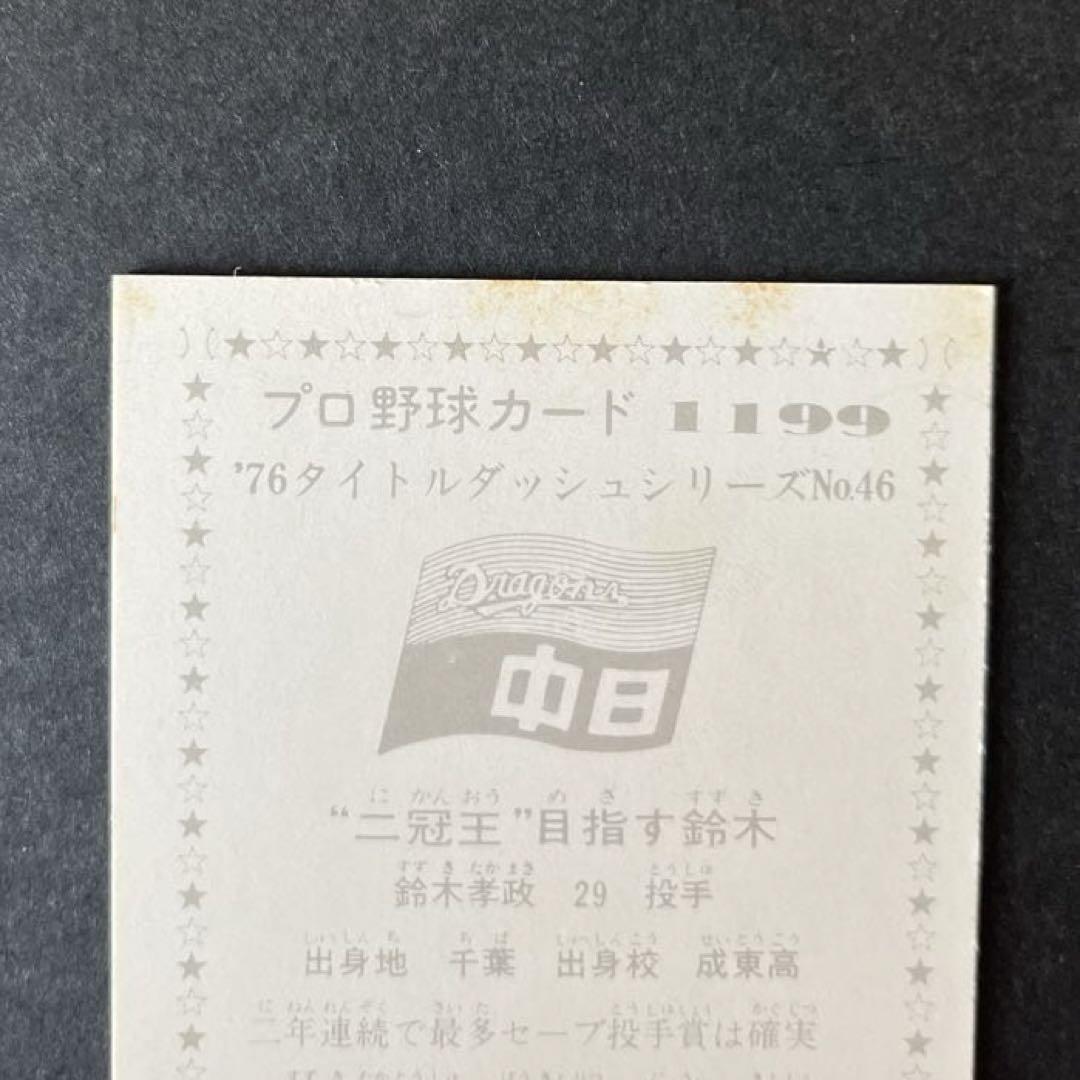 プロ野球カード 1199
'76タイトルダッシュシリーズNo.46
Dragons
中日
にかんおう めざ すずき
“二冠王”目指す鈴木
すずきたかまさ とうしゅ
鈴木孝政 29 投手
しゅっしんち ちば しゅっしんこう せいとうこう
出身地 千葉 出身校 成東高
にねんれんぞく さいた とうしゅしょう かくじつ
二年連続で最多セーブ投手賞は確実